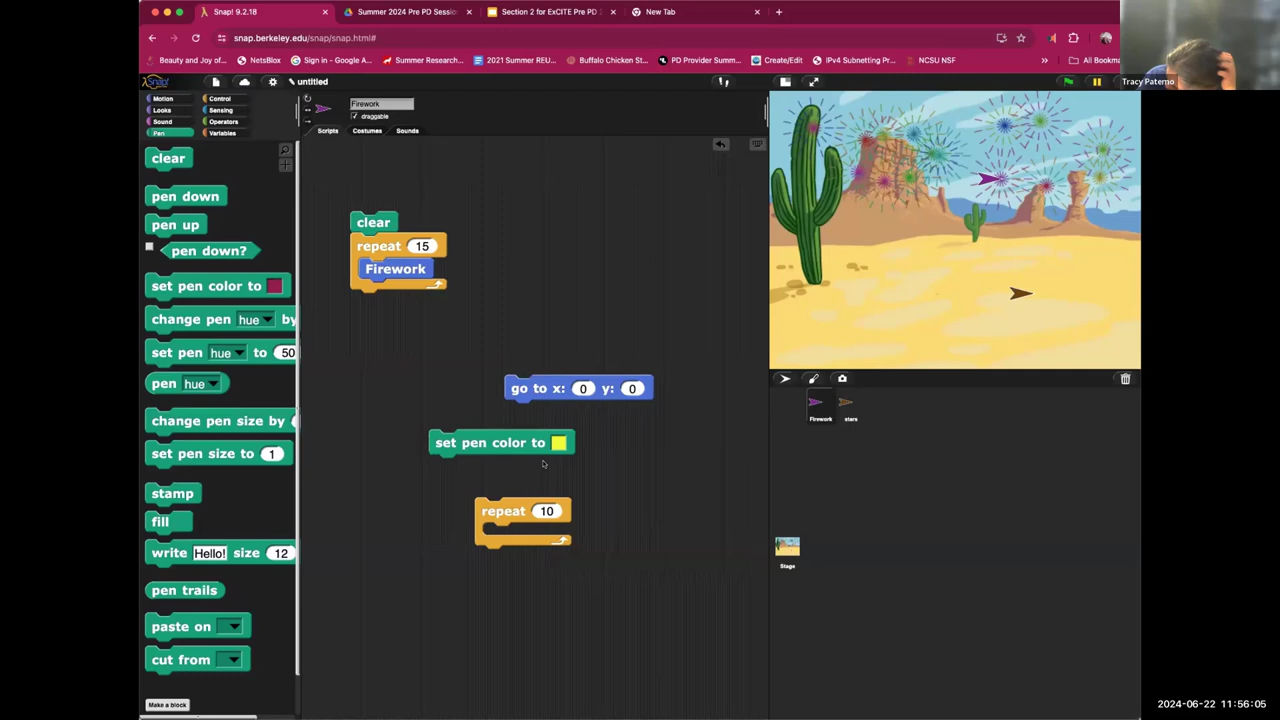 Snap! 9.2.18
Summer 2024 Pre PD Sessio
Section 2 for ExCITE Pre PD
New Tab
snap.berkeley.edu/snap/snap.html#
Beauty and Joy of...
NetsBlox
Sign in - Google A...
Summer Research...
2021 Summer REU...
Buffalo Chicken St...
PD Provider Summ...
Create/Edit
IPv4 Subnetting Pr...
NCSU NSF
All Bookma
Tracy Paterno
Snap!
untitled
Motion
Looks
Sound
Pen
Control
Sensing
Operators
Variables
Firework
draggable
Scripts
Costumes
Sounds
clear
pen down
pen up
pen down?
set pen color to
change pen hue by
set pen hue to 50
pen hue
change pen size by
set pen size to 1
stamp
fill
write Hello! size 12
pen trails
paste on
cut from
Make a block
clear
repeat 15
Firework
go to x: 0 y: 0
set pen color to
repeat 10
Firework
stars
Stage
2024-06-22 11:56:05